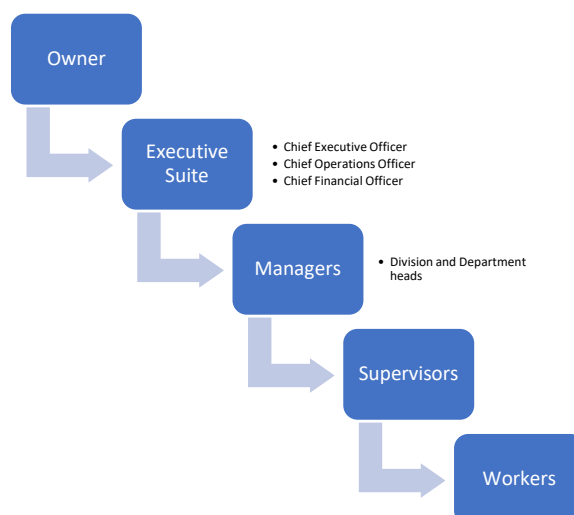 Owner
Executive
Suite
• Chief Executive Officer
• Chief Operations Officer
• Chief Financial Officer
Managers
• Division and Department
heads
Supervisors
Workers